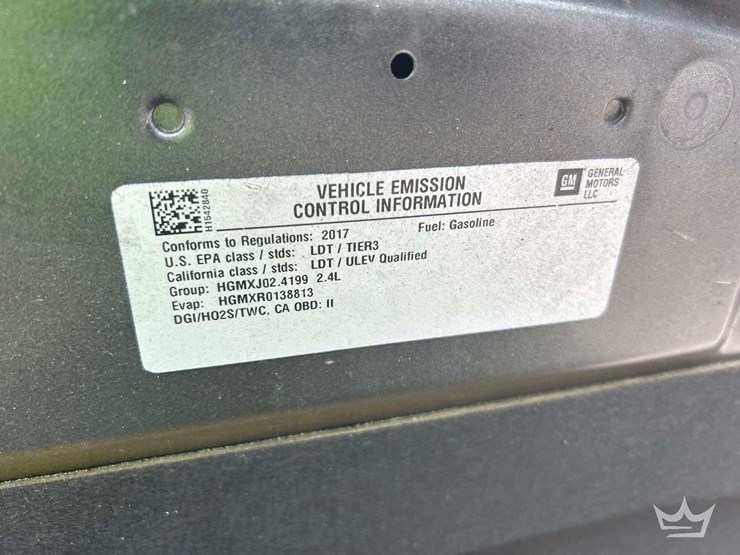 VEHICLE EMISSION
CONTROL INFORMATION
GM GENERAL
MOTORS
LLC
H1542840
Conforms to Regulations: 2017 Fuel: Gasoline
U.S. EPA class / stds: LDT / TIER3
California class / stds: LDT / ULEV Qualified
Group: HGMXJ02.4199 2.4L
Evap: HGMXR0138813
DGI/HO2S/TWC, CA OBD: II